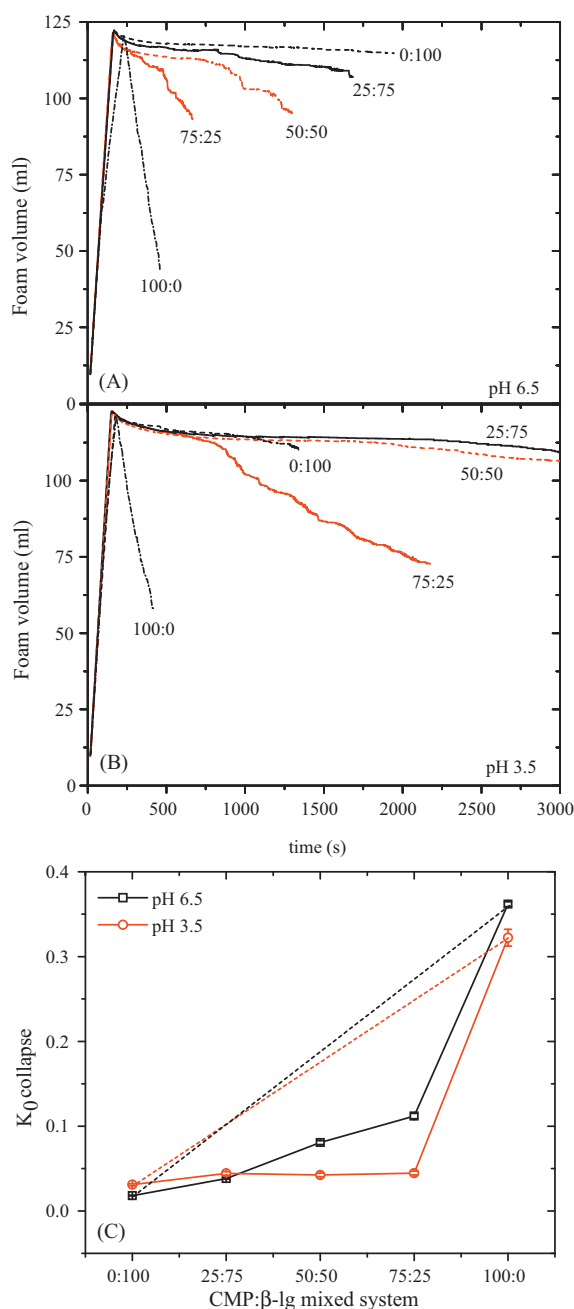 125
100
75
50
25
0
Foam volume (ml)
0:100
25:75
50:50
75:25
100:0
(A)
pH 6.5
100
75
50
25
0
Foam volume (ml)
25:75
0:100
50:50
75:25
100:0
(B)
pH 3.5
0 500 1000 1500 2000 2500 3000
time (s)
0.4
0.3
0.2
0.1
0.0
K0 collapse
pH 6.5
pH 3.5
(C)
0:100 25:75 50:50 75:25 100:0
CMP:β-lg mixed system